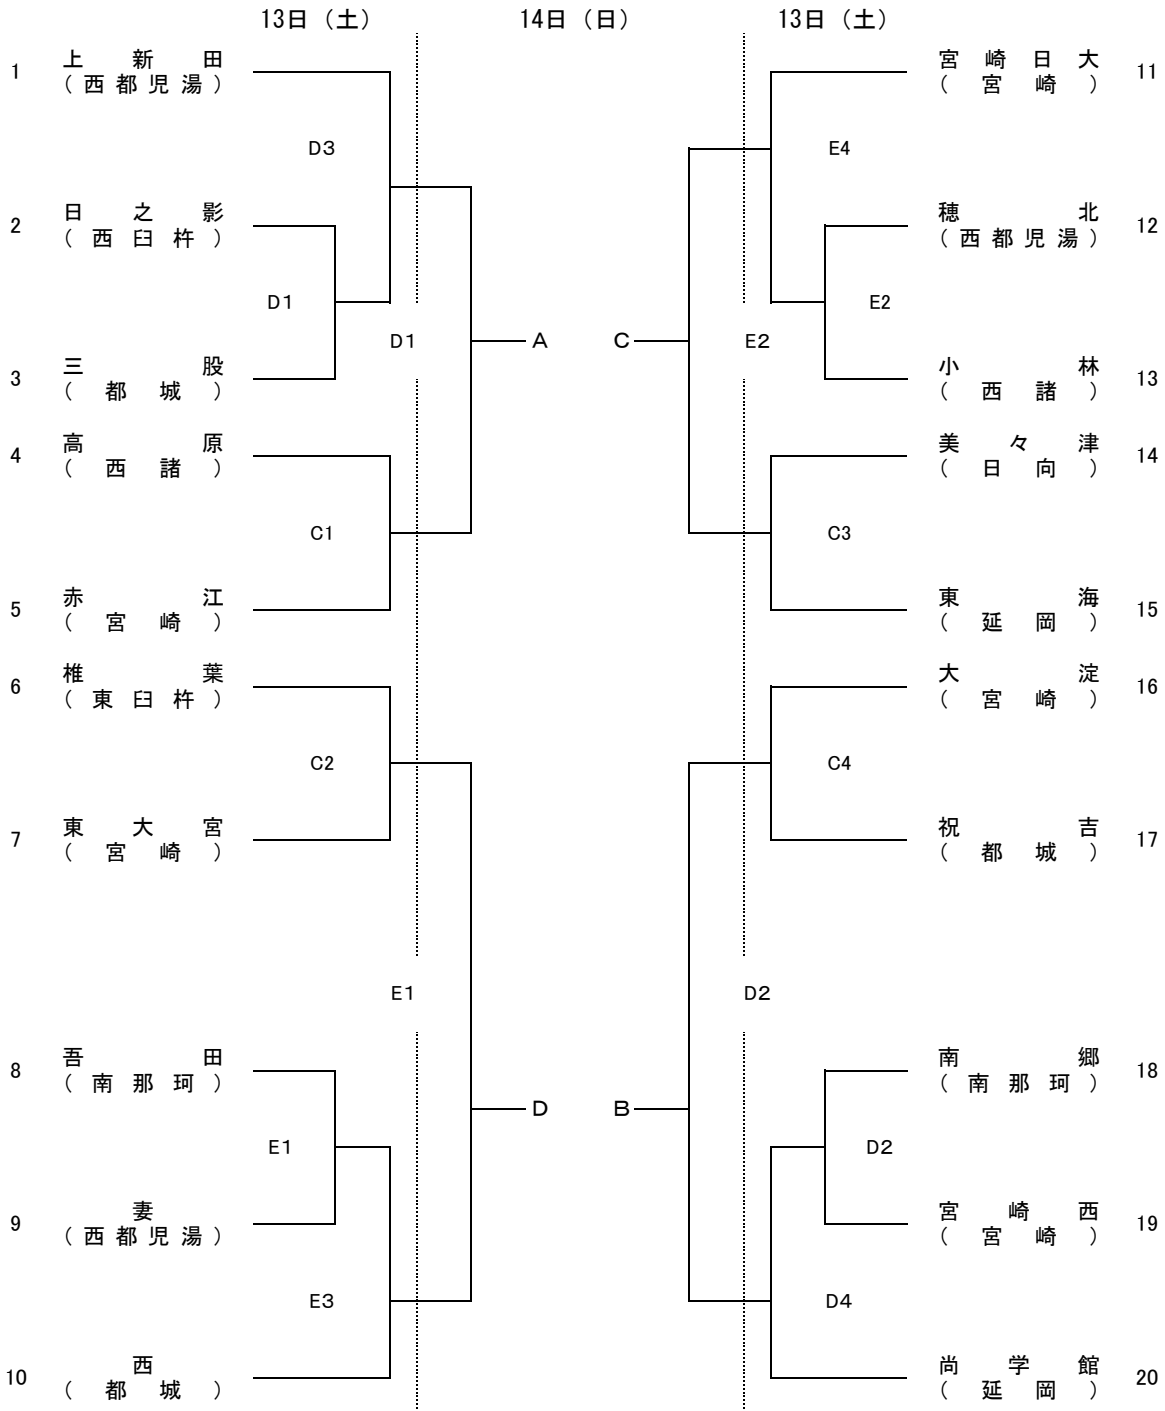 13日（土） 14日（日） 13日（土）
1 上新田 宮崎日大 11
（西都児湯） （宮崎）
D3 E4
2 日之影 穂北 12
（西臼杵） （西都児湯）
D1 E2
D1 A C E2
3 三股 小林 13
（都城） （西諸）
4 高原 美々津 14
（西諸） （日向）
C1 C3
5 赤江 東海 15
（宮崎） （延岡）
6 椎葉 大淀 16
（東臼杵） （宮崎）
C2 C4
7 東大宮 祝吉 17
（宮崎） （都城）
E1 D2
8 吾田 南郷 18
（南那珂） （南那珂）
D B
E1 D2
9 妻 宮崎西 19
（西都児湯） （宮崎）
E3 D4
10 西 尚学館 20
（都城） （延岡）